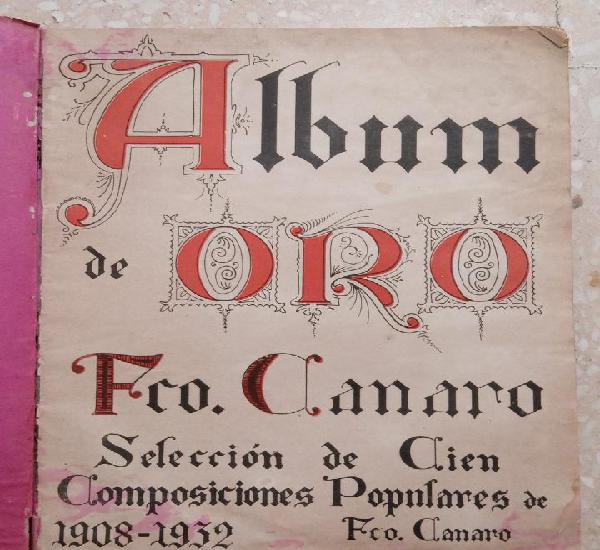 Album
de ORO
Fco. Canaro
Selección de Cien
Composiciones Populares de
1908-1932 Fco. Canaro